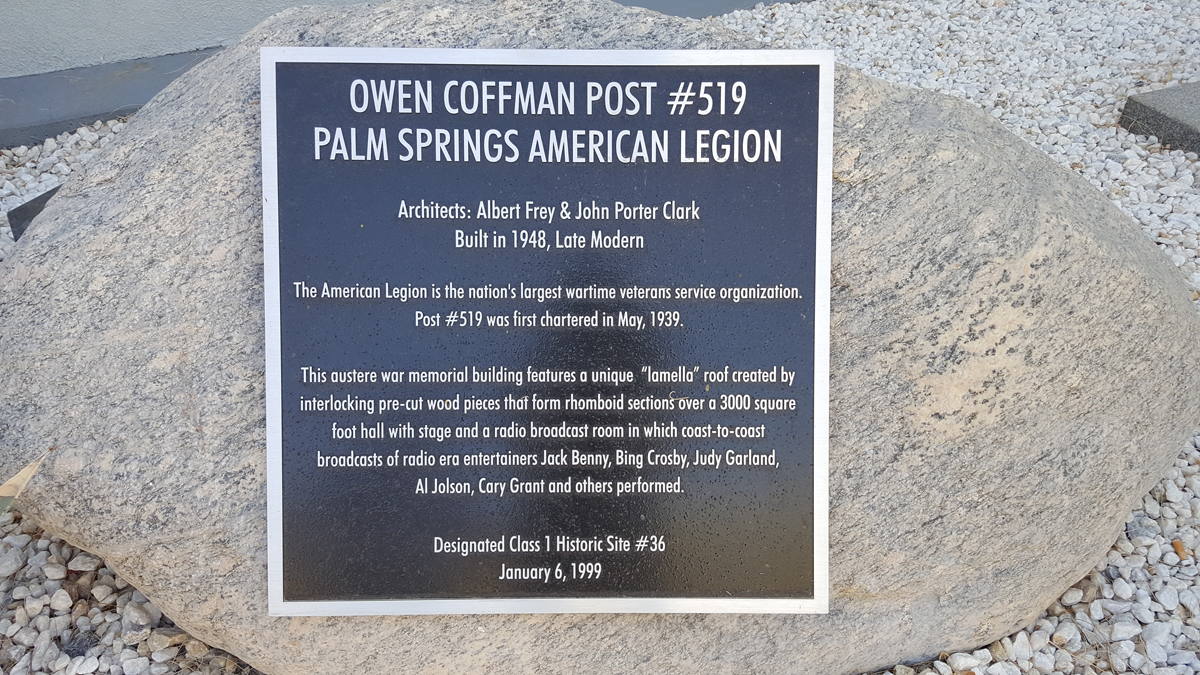 OWEN COFFMAN POST #519
PALM SPRINGS AMERICAN LEGION
Architects: Albert Frey & John Porter Clark
Built in 1948, Late Modern
The American Legion is the nation's largest wartime veterans service organization.
Post #519 was first chartered in May, 1939.
This austere war memorial building features a unique “lamella” roof created by
interlocking pre-cut wood pieces that form rhomboid sections over a 3000 square
foot hall with stage and a radio broadcast room in which coast-to-coast
broadcasts of radio era entertainers Jack Benny, Bing Crosby, Judy Garland,
Al Jolson, Cary Grant and others performed.
Designated Class 1 Historic Site #36
January 6, 1999